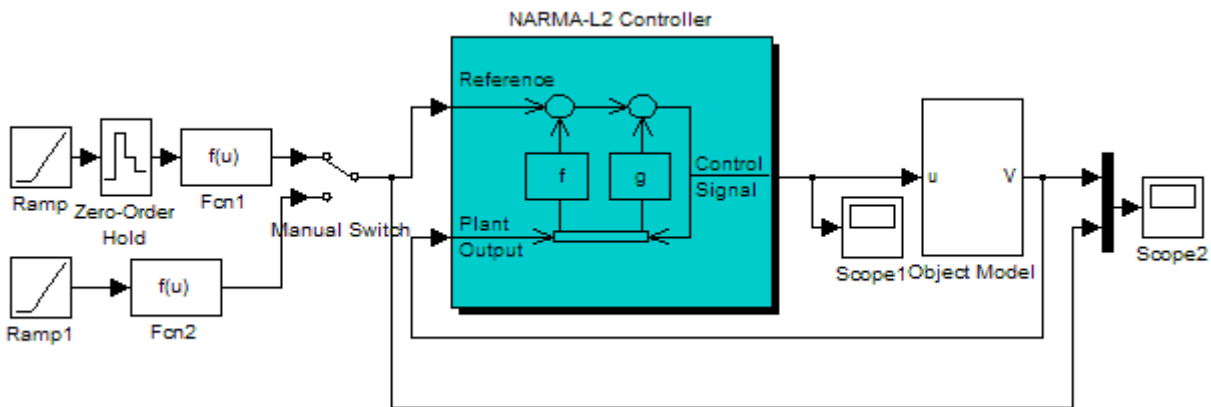 NARMA-L2 Controller
Reference
f
g
Control
Signal
Plant
Output
Ramp
Zero-Order
Hold
f(u)
Fcn1
Manual Switch
Ramp1
f(u)
Fcn2
Scope1
u
V
Object Model
Scope2